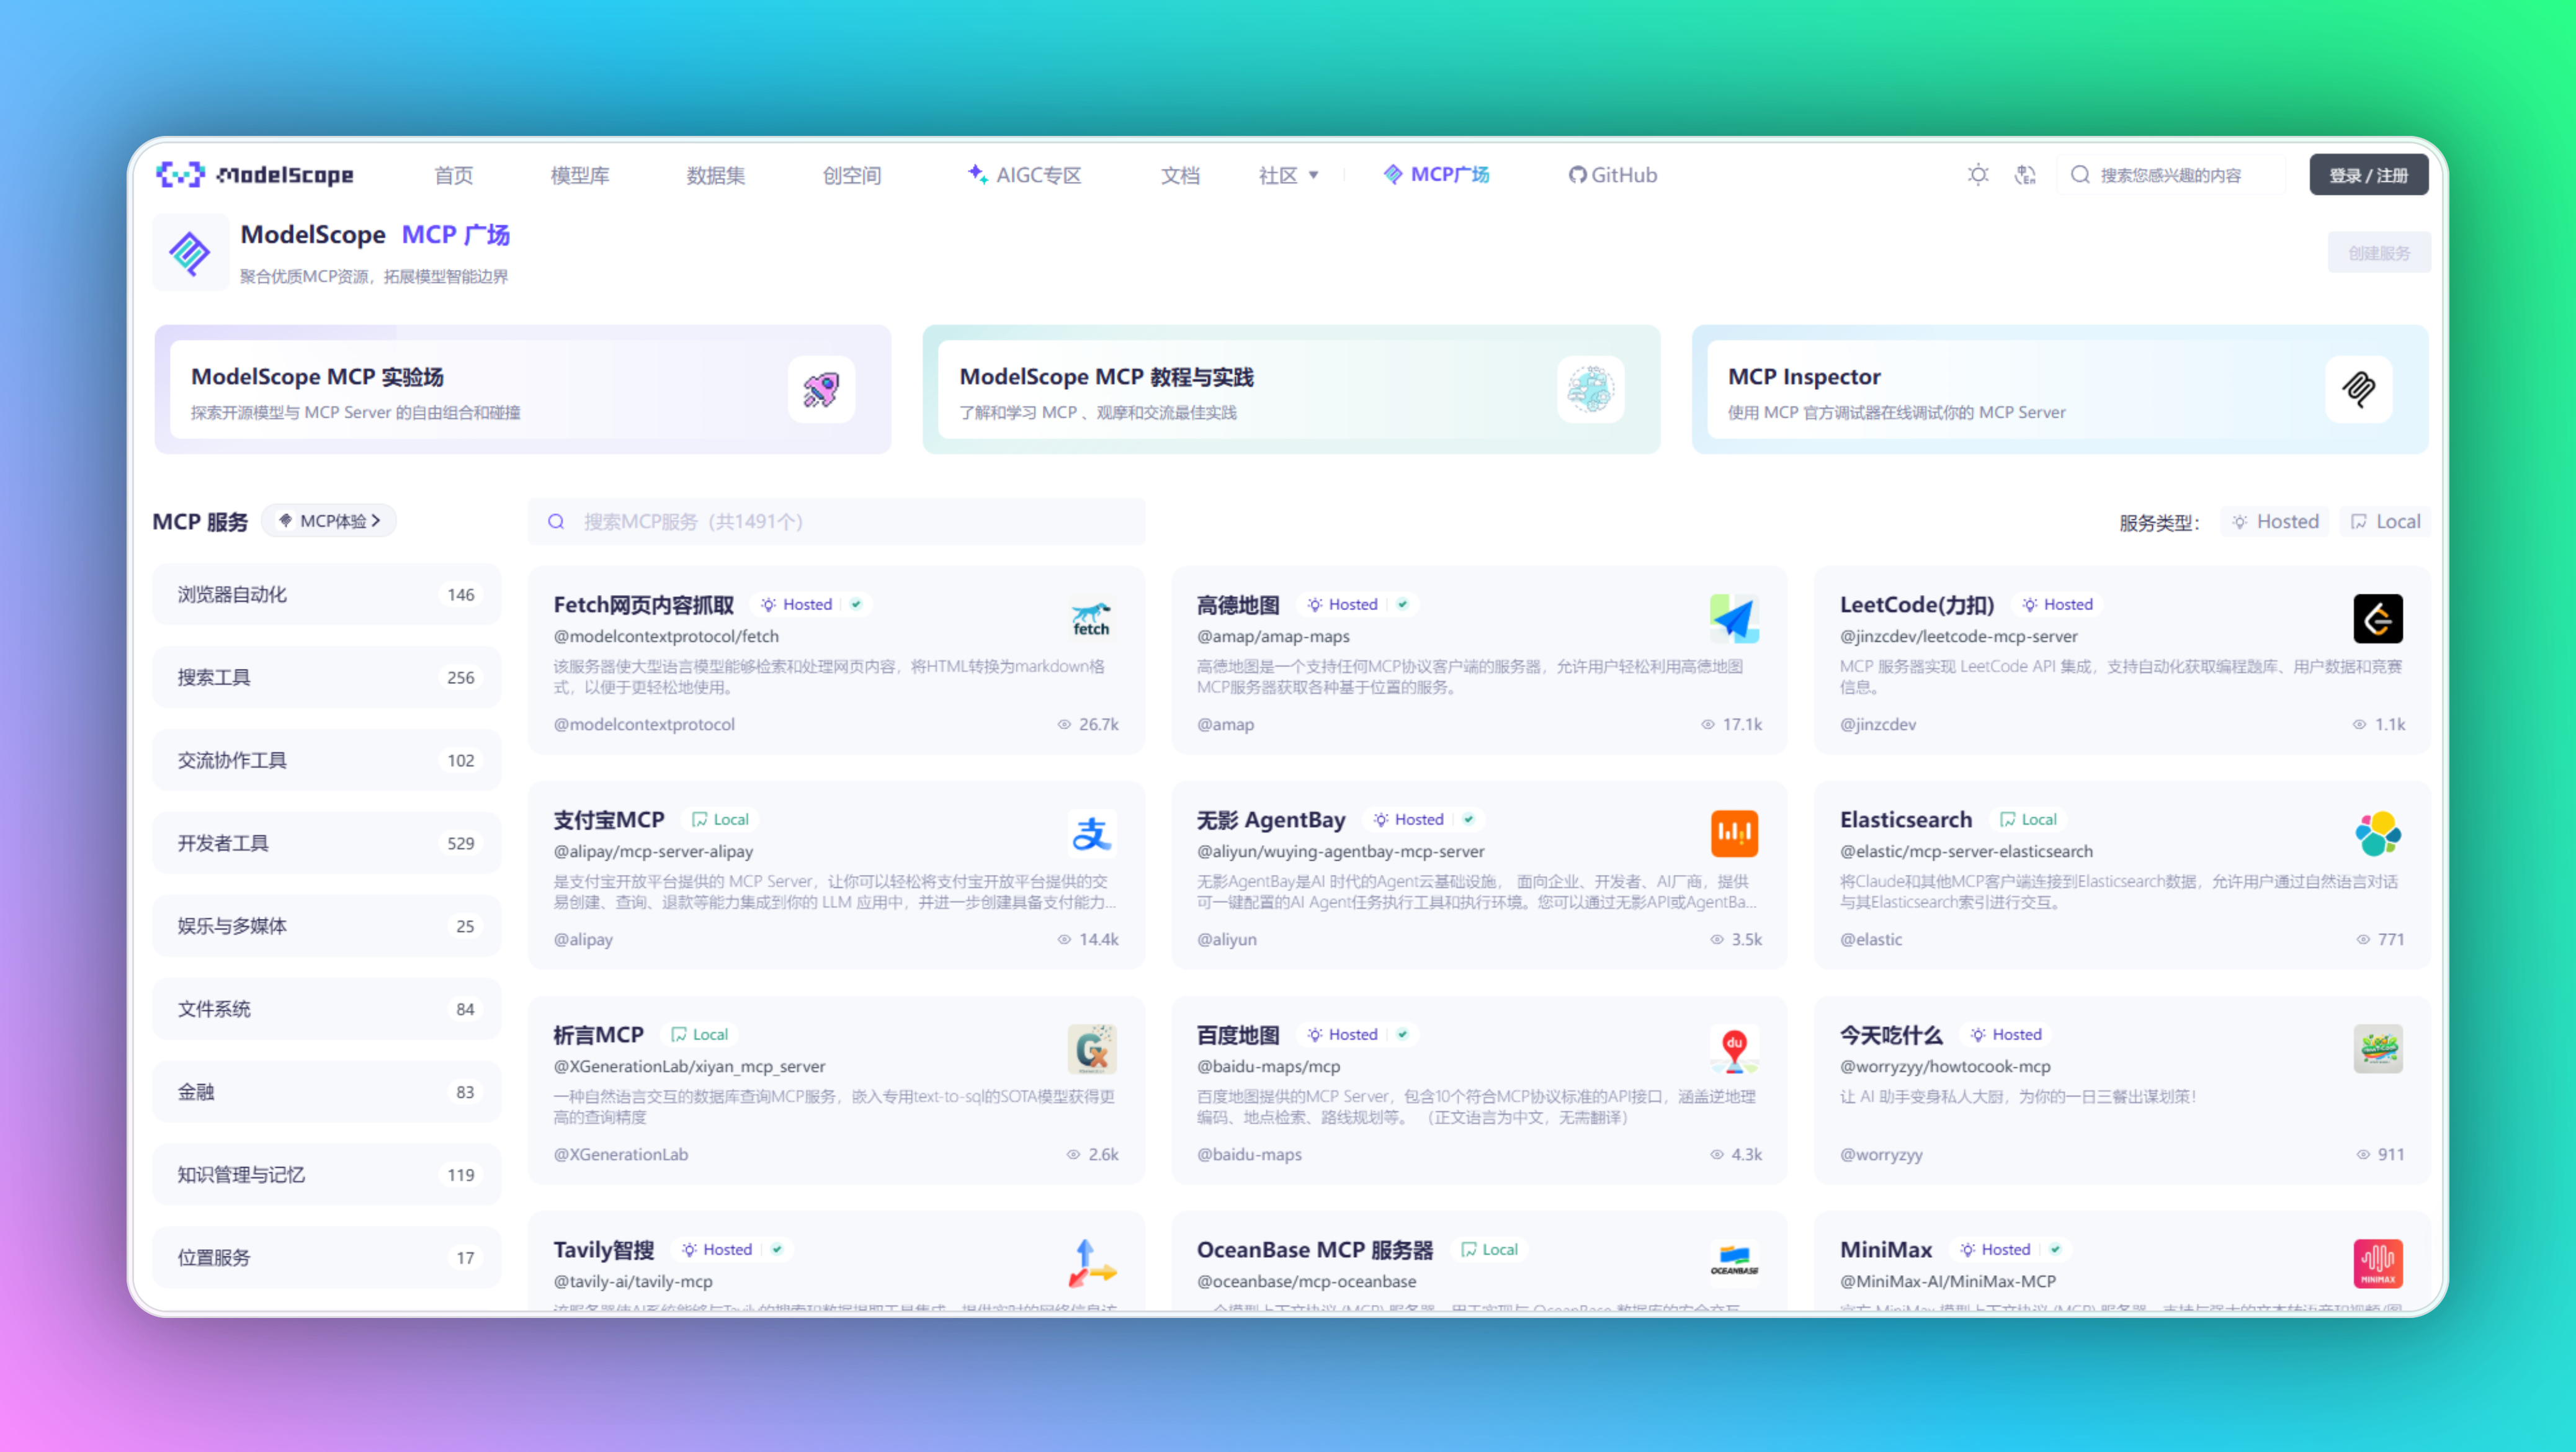 ModelScope 首页 模型库 数据集 创空间 AIGC专区 文档 社区 MCP广场 GitHub 搜索您感兴趣的内容 登录 / 注册
ModelScope MCP 广场
聚合优质MCP资源，拓展模型智能边界
创建服务
ModelScope MCP 实验场
探索开源模型与 MCP Server 的自由组合和碰撞
ModelScope MCP 教程与实践
了解和学习 MCP 、观摩和交流最佳实践
MCP Inspector
使用 MCP 官方调试器在线调试你的 MCP Server
MCP 服务 MCP体验
搜索MCP服务（共1491个）
服务类型： Hosted Local
浏览器自动化 146
搜索工具 256
交流协作工具 102
开发者工具 529
娱乐与多媒体 25
文件系统 84
金融 83
知识管理与记忆 119
位置服务 17
Fetch网页内容抓取 Hosted
@modelcontextprotocol/fetch
该服务器使大型语言模型能够检索和处理网页内容，将HTML转换为markdown格
式，以便于更轻松地使用。
@modelcontextprotocol 26.7k
fetch
高德地图 Hosted
@amap/amap-maps
高德地图是一个支持任何MCP协议客户端的服务器，允许用户轻松利用高德地图
MCP服务器获取各种基于位置的服务。
@amap 17.1k
LeetCode(力扣) Hosted
@jinzcdev/leetcode-mcp-server
MCP 服务器实现 LeetCode API 集成，支持自动化获取编程题库、用户数据和竞赛
信息。
@jinzcdev 1.1k
支付宝MCP Local
@alipay/mcp-server-alipay
是支付宝开放平台提供的 MCP Server，让你可以轻松将支付宝开放平台提供的交
易创建、查询、退款等能力集成到你的 LLM 应用中，并进一步创建具备支付能力...
@alipay 14.4k
支
无影 AgentBay Hosted
@aliyun/wuying-agentbay-mcp-server
无影AgentBay是AI 时代的Agent云基础设施， 面向企业、开发者、AI厂商，提供
可一键配置的AI Agent任务执行工具和执行环境。您可以通过无影API或AgentBa...
@aliyun 3.5k
Elasticsearch Local
@elastic/mcp-server-elasticsearch
将Claude和其他MCP客户端连接到Elasticsearch数据，允许用户通过自然语言对话
与其Elasticsearch索引进行交互。
@elastic 771
析言MCP Local
@XGenerationLab/xiyan_mcp_server
一种自然语言交互的数据库查询MCP服务，嵌入专用text-to-sql的SOTA模型获得更
高的查询精度
@XGenerationLab 2.6k
百度地图 Hosted
@baidu-maps/mcp
百度地图提供的MCP Server，包含10个符合MCP协议标准的API接口，涵盖逆地理
编码、地点检索、路线规划等。（正文语言为中文，无需翻译）
@baidu-maps 4.3k
du
今天吃什么 Hosted
@worryzyy/howtocook-mcp
让 AI 助手变身私人大厨，为你的一日三餐出谋划策！
@worryzyy 911
Tavily智搜 Hosted
@tavily-ai/tavily-mcp
OceanBase MCP 服务器 Local
@oceanbase/mcp-oceanbase
OCEANBASE
MiniMax Hosted
@MiniMax-AI/MiniMax-MCP
MINIMAX